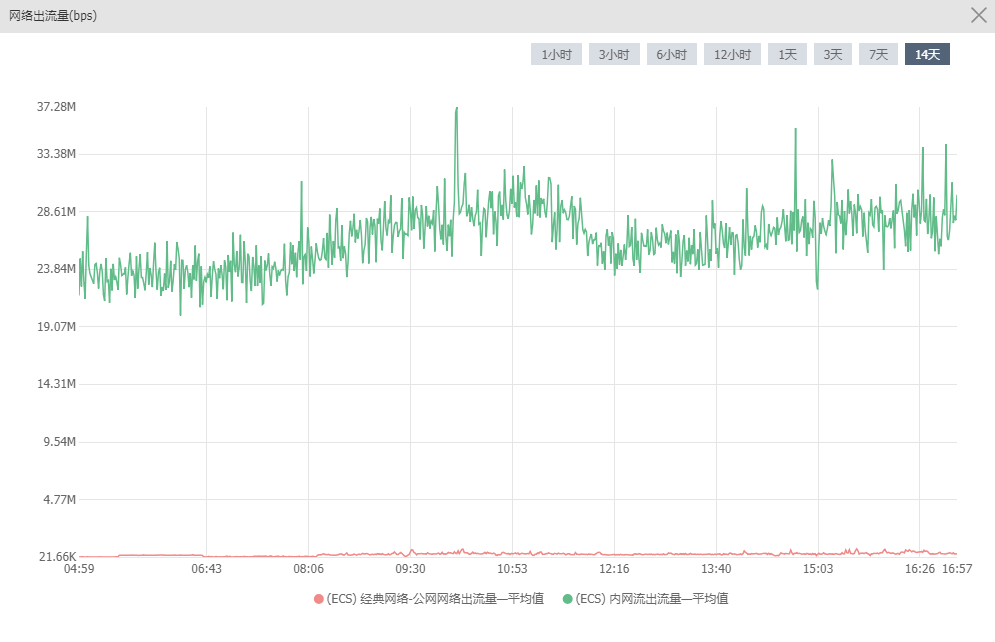 网络出流量(bps)
1小时 3小时 6小时 12小时 1天 3天 7天 14天
37.28M
33.38M
28.61M
23.84M
19.07M
14.31M
9.54M
4.77M
21.66K
04:59 06:43 08:06 09:30 10:53 12:16 13:40 15:03 16:26 16:57
(ECS) 经典网络-公网网络出流量—平均值 (ECS) 内网流出流量—平均值